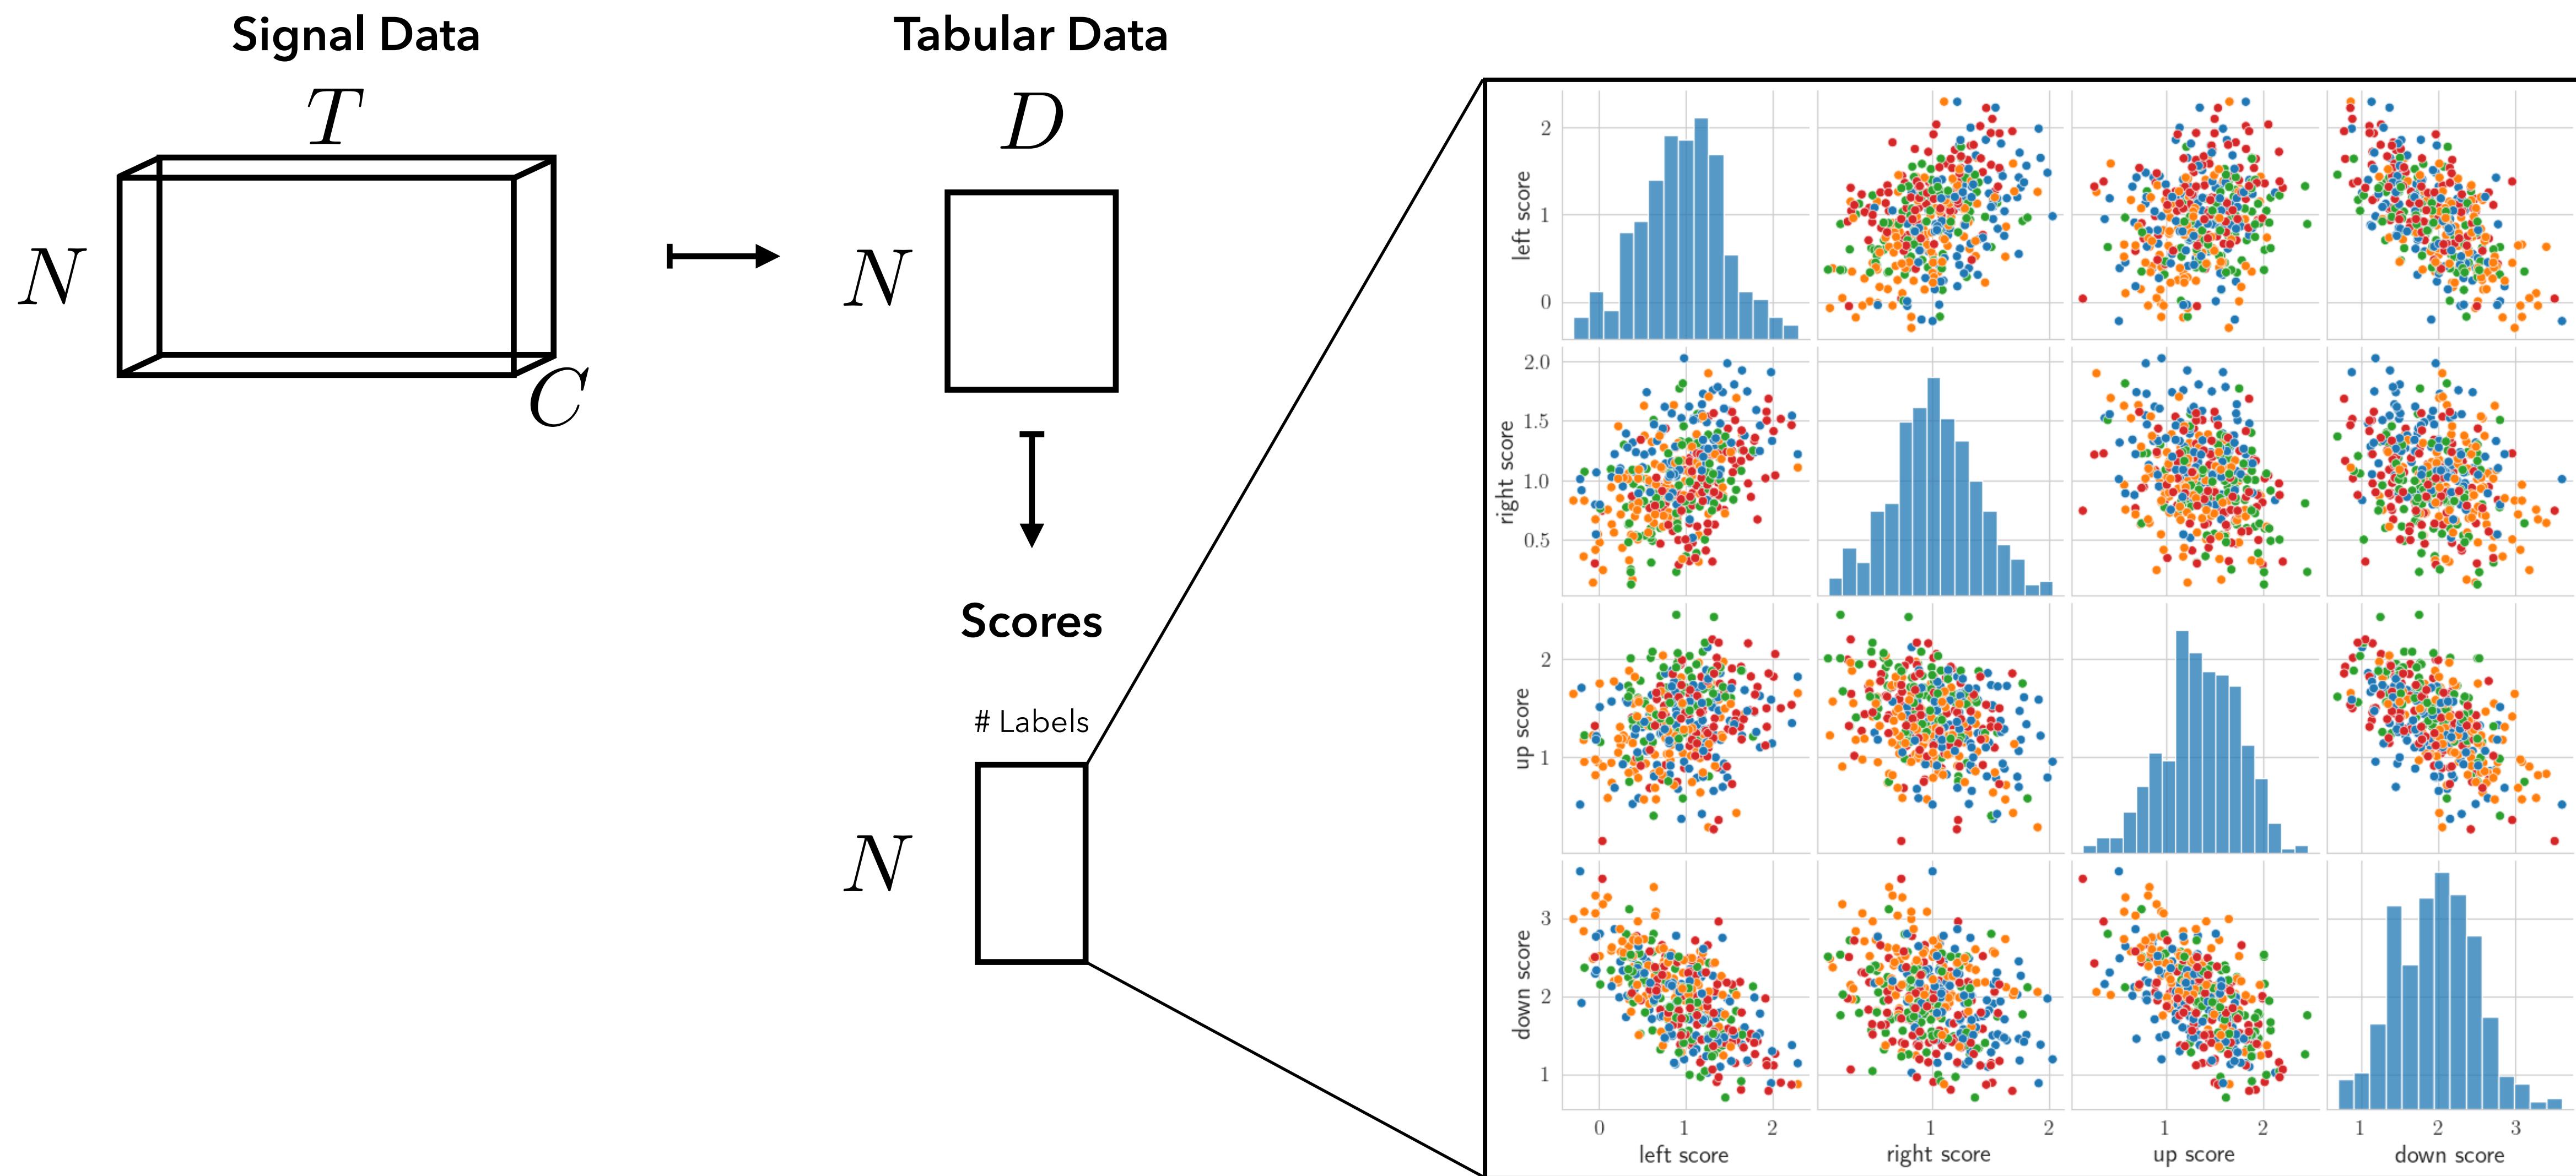 Signal Data
T
N
C
Tabular Data
D
N
Scores
# Labels
N
left score
2
1
0
right score
2.0
1.5
1.0
0.5
up score
2
1
down score
3
2
1
0 1 2
1 2
1 2
1 2 3
left score
right score
up score
down score